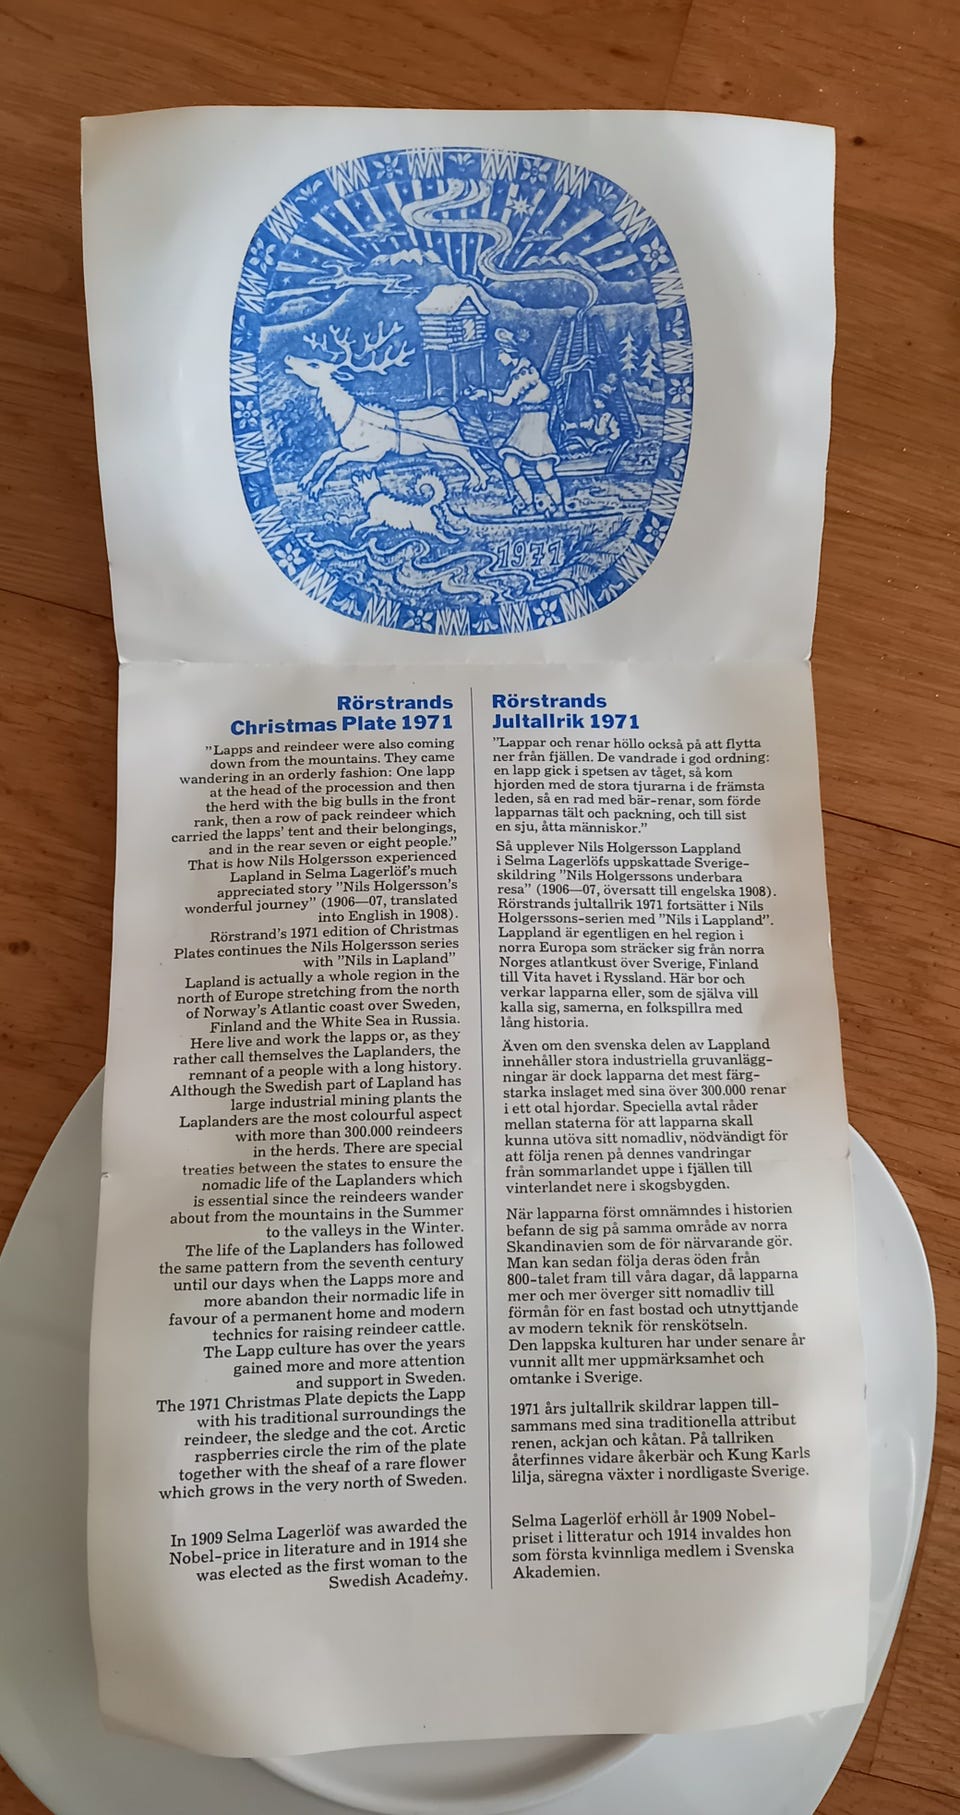 1971
Rörstrands
Christmas Plate 1971
"Lapps and reindeer were also coming
down from the mountains. They came
wandering in an orderly fashion: One lapp
at the head of the procession and then
the herd with the big bulls in the front
rank, then a row of pack reindeer which
carried the lapps' tent and their belongings,
and in the rear seven or eight people."
That is how Nils Holgersson experienced
Lapland in Selma Lagerlöf's much
appreciated story "Nils Holgersson's
wonderful journey" (1906—07, translated
into English in 1908).
Rörstrand's 1971 edition of Christmas
Plates continues the Nils Holgersson series
with "Nils in Lapland"
Lapland is actually a whole region in the
north of Europe stretching from the north
of Norway's Atlantic coast over Sweden,
Finland and the White Sea in Russia.
Here live and work the lapps or, as they
rather call themselves the Laplanders, the
remnant of a people with a long history.
Although the Swedish part of Lapland has
large industrial mining plants the
Laplanders are the most colourful aspect
with more than 300.000 reindeers
in the herds. There are special
treaties between the states to ensure the
nomadic life of the Laplanders which
is essential since the reindeers wander
about from the mountains in the Summer
to the valleys in the Winter.
The life of the Laplanders has followed
the same pattern from the seventh century
until our days when the Lapps more and
more abandon their normadic life in
favour of a permanent home and modern
technics for raising reindeer cattle.
The Lapp culture has over the years
gained more and more attention
and support in Sweden.
The 1971 Christmas Plate depicts the Lapp
with his traditional surroundings the
reindeer, the sledge and the cot. Arctic
raspberries circle the rim of the plate
together with the sheaf of a rare flower
which grows in the very north of Sweden.
In 1909 Selma Lagerlöf was awarded the
Nobel-price in literature and in 1914 she
was elected as the first woman to the
Swedish Academy.
Rörstrands
Jultallrik 1971
"Lappar och renar höllo också på att flytta
ner från fjällen. De vandrade i god ordning:
en lapp gick i spetsen av tåget, så kom
hjorden med de stora tjurarna i de främsta
leden, så en rad med bär-renar, som förde
lapparnas tält och packning, och till sist
en sju, åtta människor."
Så upplever Nils Holgersson Lappland
i Selma Lagerlöfs uppskattade Sverige-
skildring "Nils Holgerssons underbara
resa" (1906—07, översatt till engelska 1908).
Rörstrands jultallrik 1971 fortsätter i Nils
Holgerssons-serien med "Nils i Lappland".
Lappland är egentligen en hel region i
norra Europa som sträcker sig från norra
Norges atlantkust över Sverige, Finland
till Vita havet i Ryssland. Här bor och
verkar lapparna eller, som de själva vill
kalla sig, samerna, en folkspillra med
lång historia.
Även om den svenska delen av Lappland
innehåller stora industriella gruvanlägg-
ningar är dock lapparna det mest färg-
starka inslaget med sina över 300.000 renar
i ett otal hjordar. Speciella avtal råder
mellan staterna för att lapparna skall
kunna utöva sitt nomadliv, nödvändigt för
att följa renen på dennes vandringar
från sommarlandet uppe i fjällen till
vinterlandet nere i skogsbygden.
När lapparna först omnämndes i historien
befann de sig på samma område av norra
Skandinavien som de för närvarande gör.
Man kan sedan följa deras öden från
800-talet fram till våra dagar, då lapparna
mer och mer överger sitt nomadliv till
förmån för en fast bostad och utnyttjande
av modern teknik för renskötseln.
Den lappska kulturen har under senare år
vunnit allt mer uppmärksamhet och
omtanke i Sverige.
1971 års jultallrik skildrar lappen till-
sammans med sina traditionella attribut
renen, ackjan och kåtan. På tallriken
återfinnes vidare åkerbär och Kung Karls
lilja, säregna växter i nordligaste Sverige.
Selma Lagerlöf erhöll år 1909 Nobel-
priset i litteratur och 1914 invaldes hon
som första kvinnliga medlem i Svenska
Akademien.